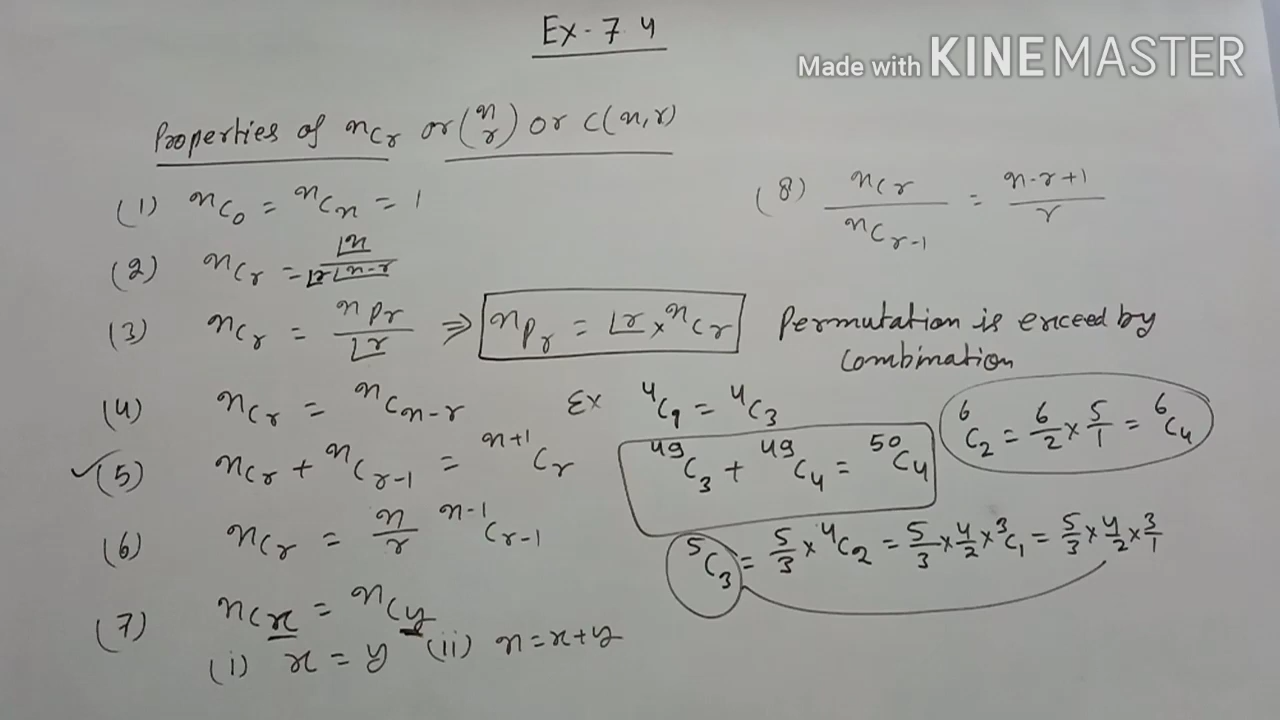 Ex-7.4
Made with KINEMASTER
Properties of nCr or (n r) or C(n,r)
(1) ⁿC₀ = ⁿCₙ = 1
(2) nCr = ∟n / ∟r ∟n-r
(3) nCr = nPr / ∟r ⇒ nPr = ∟r × nCr
(4) nCr = nCn-r Ex ⁴C₁ = ⁴C₃
✓(5) nCr + nCr-1 = n+1Cr
(6) nCr = n/r n-1Cr-1
(7) nCx = nCy
(i) x = y (ii) n = x+y
(8) nCr / nCr-1 = n-r+1 / r
Permutation is exceed by
Combination
⁶C₂ = 6/2 × 5/1 = ⁶C₄
⁴⁹C₃ + ⁴⁹C₄ = ⁵⁰C₄
⁵C₃ = 5/3 × ⁴C₂ = 5/3 × 4/2 × ³C₁ = 5/3 × 4/2 × 3/1